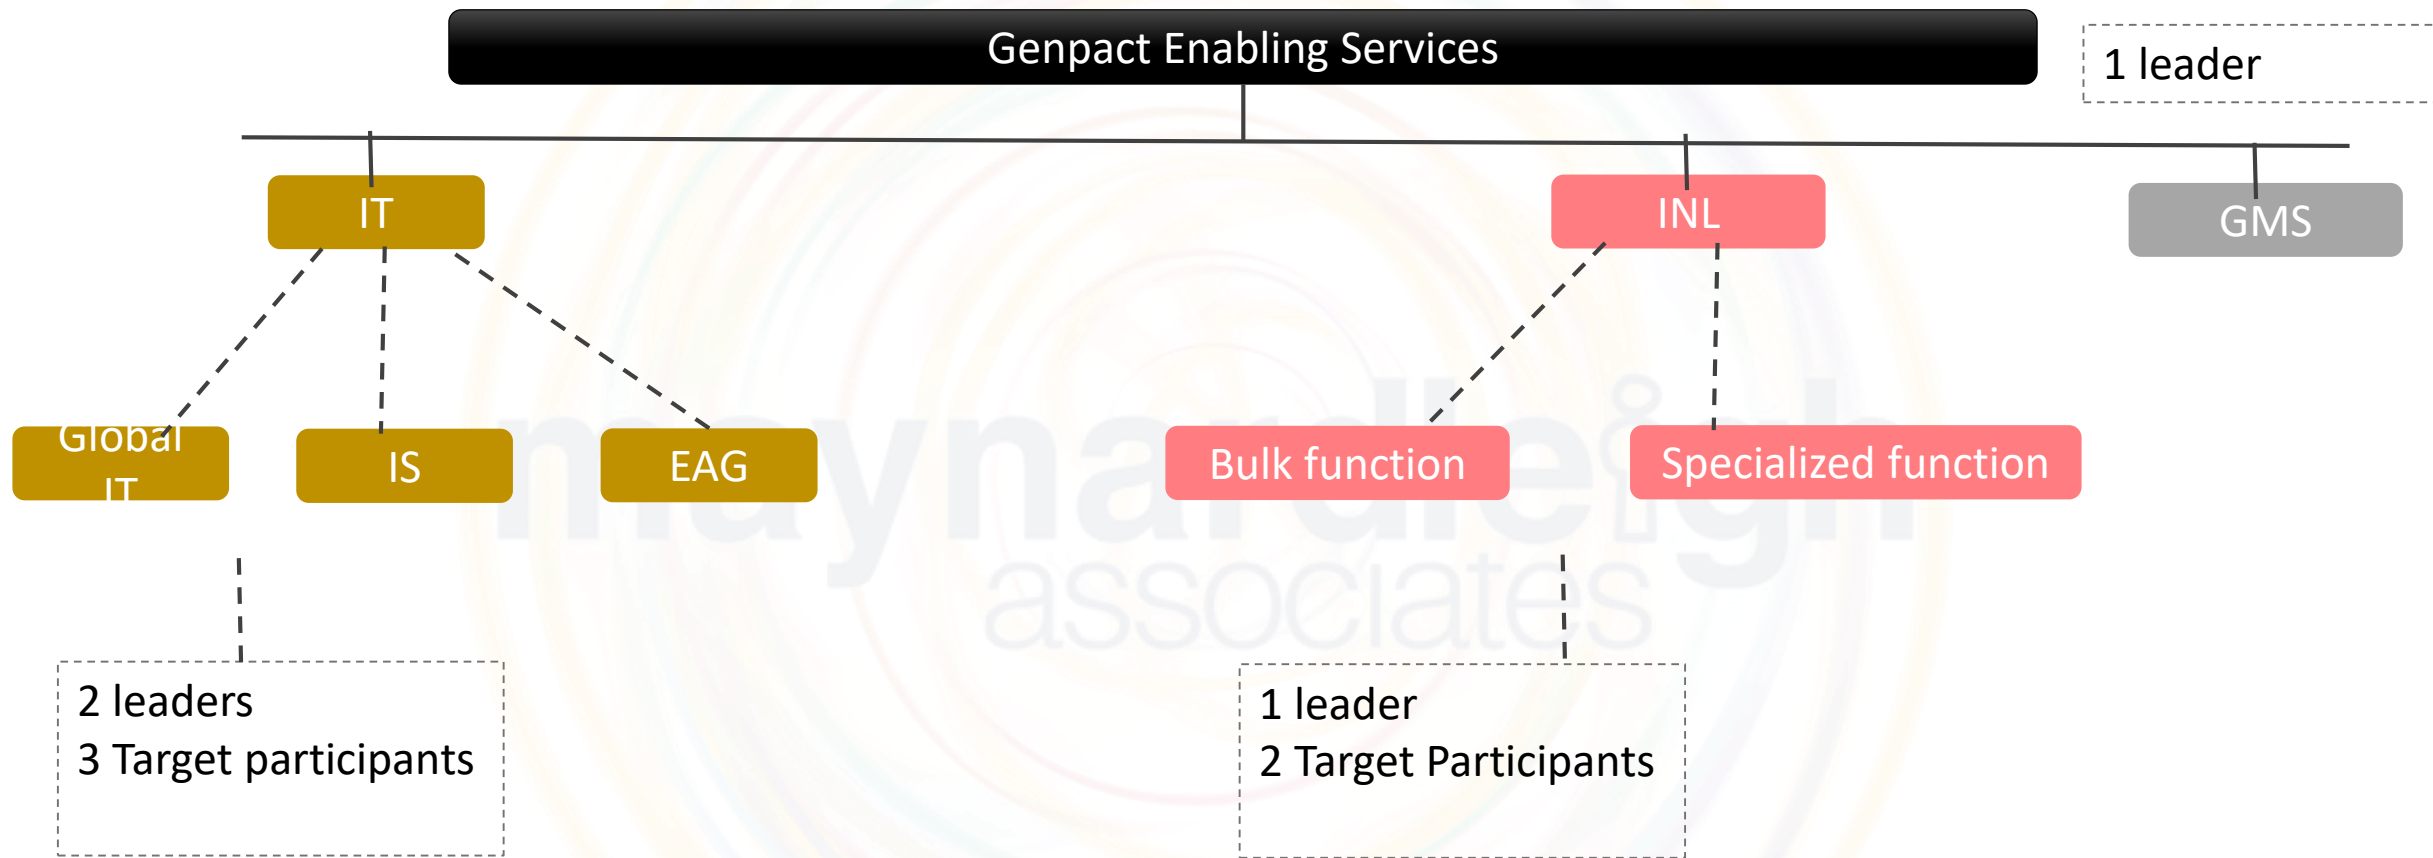 Genpact Enabling Services
1 leader
IT
INL
GMS
Global
IT
IS
EAG
Bulk function
Specialized function
maynardleigh
associates
2 leaders
3 Target participants
1 leader
2 Target Participants